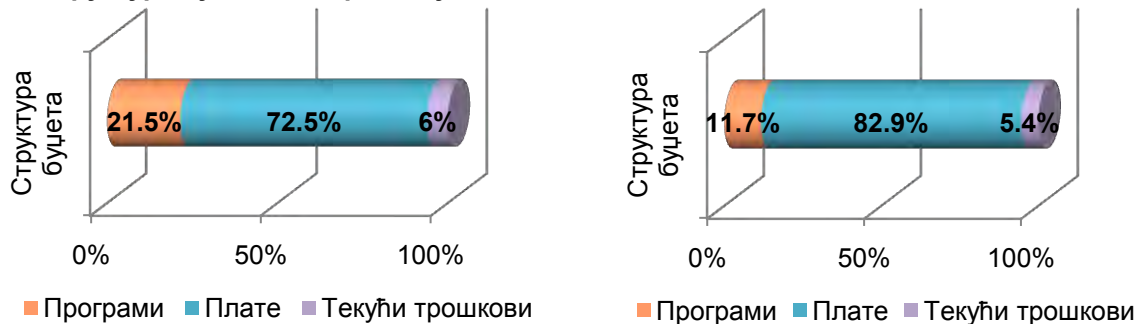 Структура
буџета
21.5% 72.5% 6%
0% 50% 100%
Програми Плате Текући трошкови
Структура
буџета
11.7% 82.9% 5.4%
0% 50% 100%
Програми Плате Текући трошкови